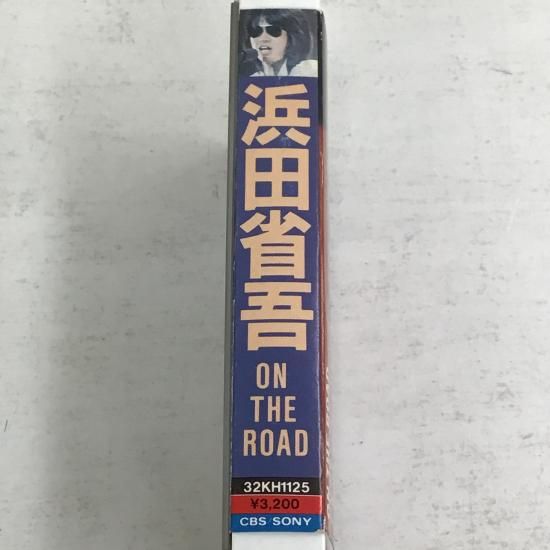 浜田省吾
ON
THE
ROAD
32KH1125
¥3,200
CBS SONY